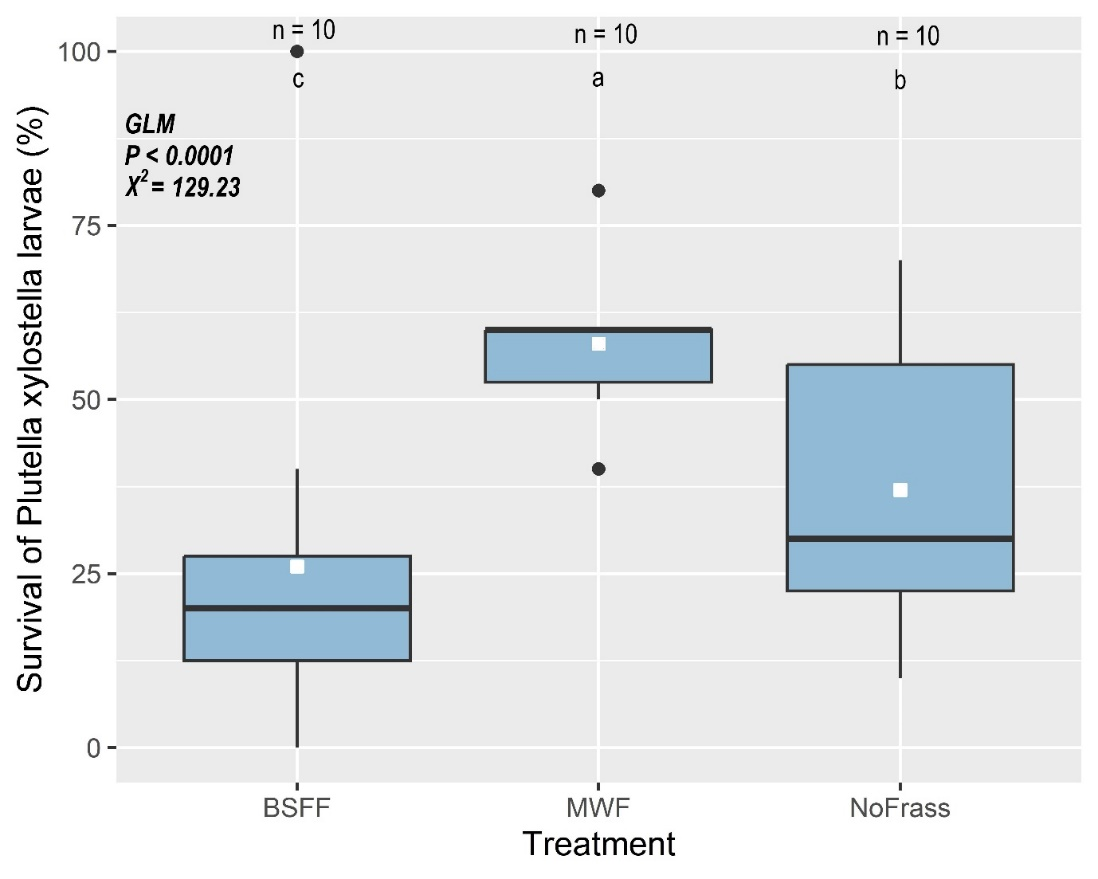 n = 10
n = 10
n = 10
c
a
b
GLM
P < 0.0001
X² = 129.23
100
75
50
25
0
Survival of Plutella xylostella larvae (%)
BSFF
MWF
NoFrass
Treatment